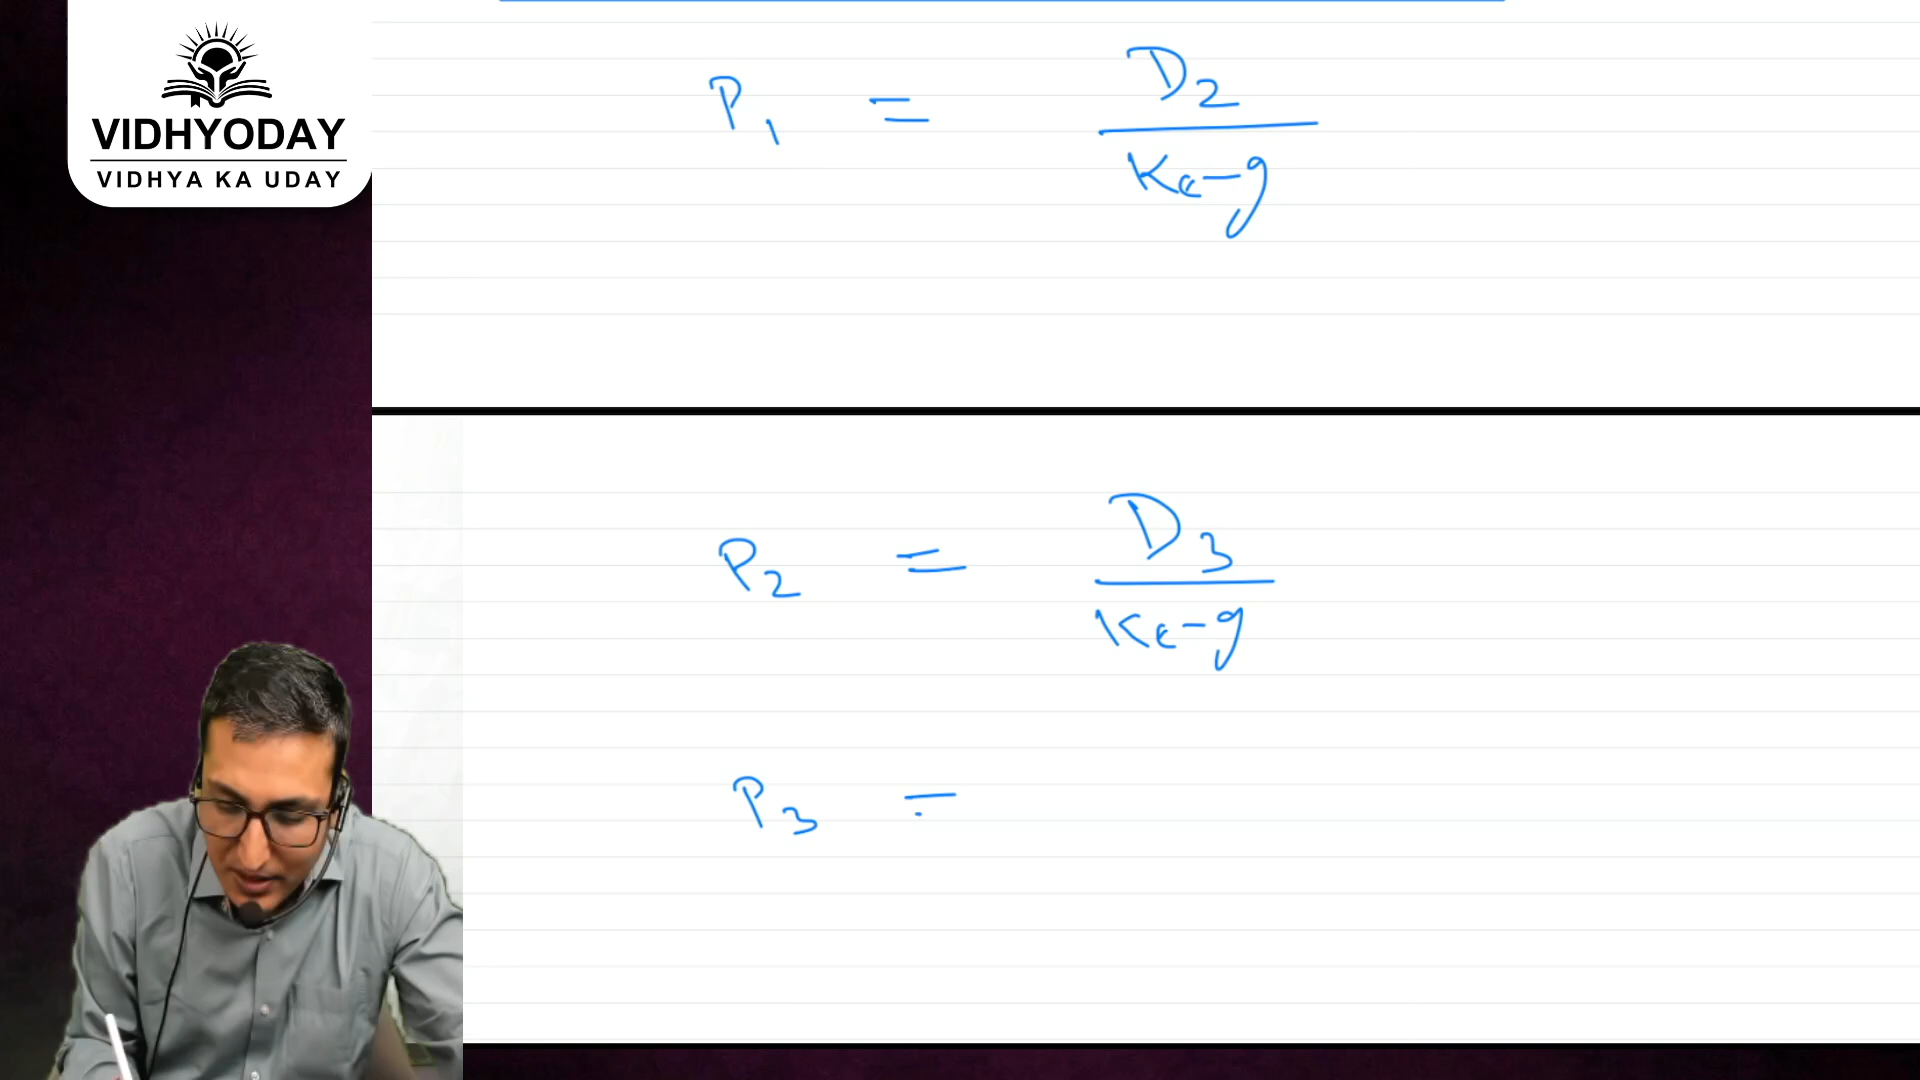 VIDHYODAY
VIDHYA KA UDAY
P₁ = D₂ / Ke-g
P₂ = D₃ / Ke-g
P₃ =